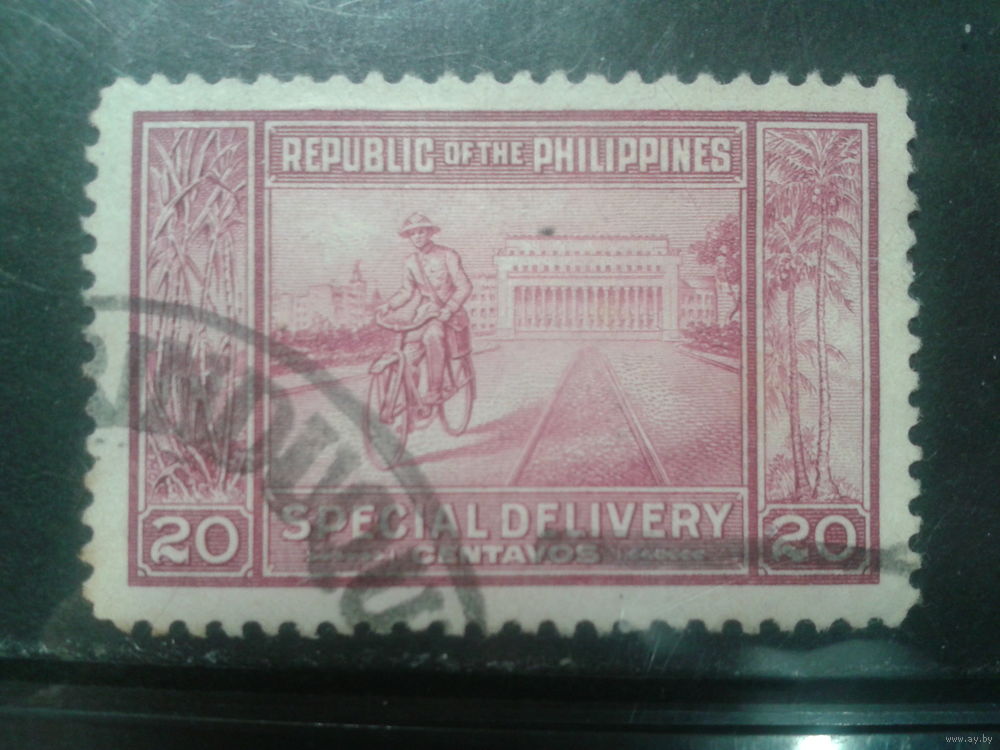 REPUBLIC OF THE PHILIPPINES
20 SPECIAL DELIVERY 20
CENTAVOS
www.ay.by